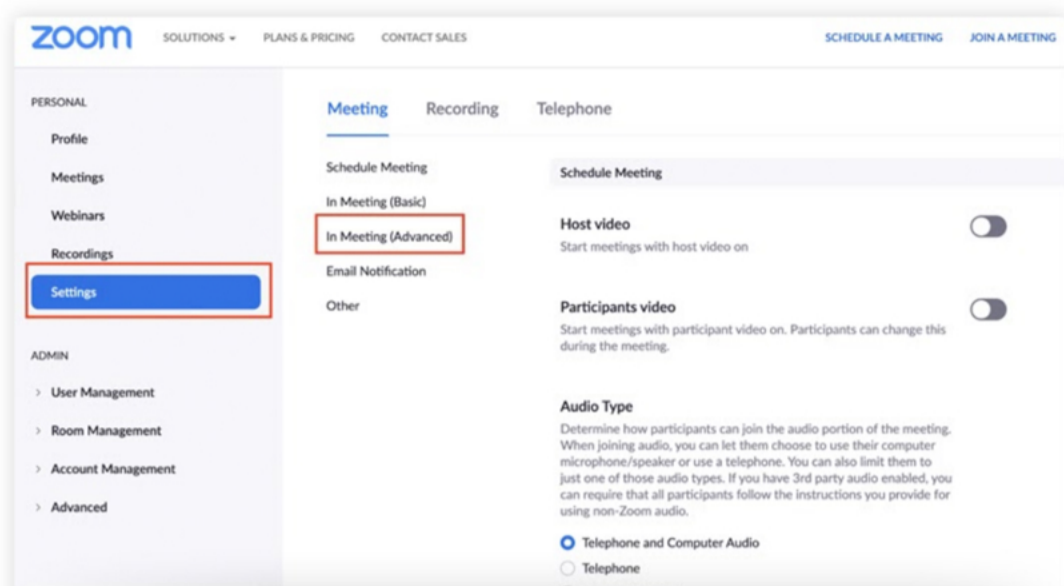 zoom SOLUTIONS PLANS & PRICING CONTACT SALES SCHEDULE A MEETING JOIN A MEETING
PERSONAL
Profile
Meetings
Webinars
Recordings
Settings
ADMIN
User Management
Room Management
Account Management
Advanced
Meeting Recording Telephone
Schedule Meeting
In Meeting (Basic)
In Meeting (Advanced)
Email Notification
Other
Schedule Meeting
Host video
Start meetings with host video on
Participants video
Start meetings with participant video on. Participants can change this
during the meeting.
Audio Type
Determine how participants can join the audio portion of the meeting.
When joining audio, you can let them choose to use their computer
microphone/speaker or use a telephone. You can also limit them to
just one of those audio types. If you have 3rd party audio enabled, you
can require that all participants follow the instructions you provide for
using non-Zoom audio.
Telephone and Computer Audio
Telephone